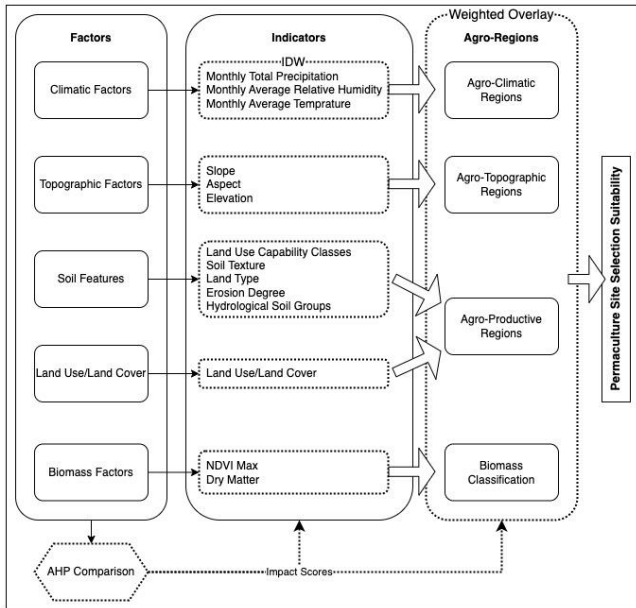 Weighted Overlay
Factors
Indicators
Agro-Regions
Climatic Factors
IDW
Monthly Total Precipitation
Monthly Average Relative Humidity
Monthly Average Temprature
Agro-Climatic
Regions
Topographic Factors
Slope
Aspect
Elevation
Agro-Topographic
Regions
Soil Features
Land Use Capability Classes
Soil Texture
Land Type
Erosion Degree
Hydrological Soil Groups
Agro-Productive
Regions
Land Use/Land Cover
Land Use/Land Cover
Biomass Factors
NDVI Max
Dry Matter
Biomass
Classification
Permaculture Site Selection Suitability
AHP Comparison
Impact Scores